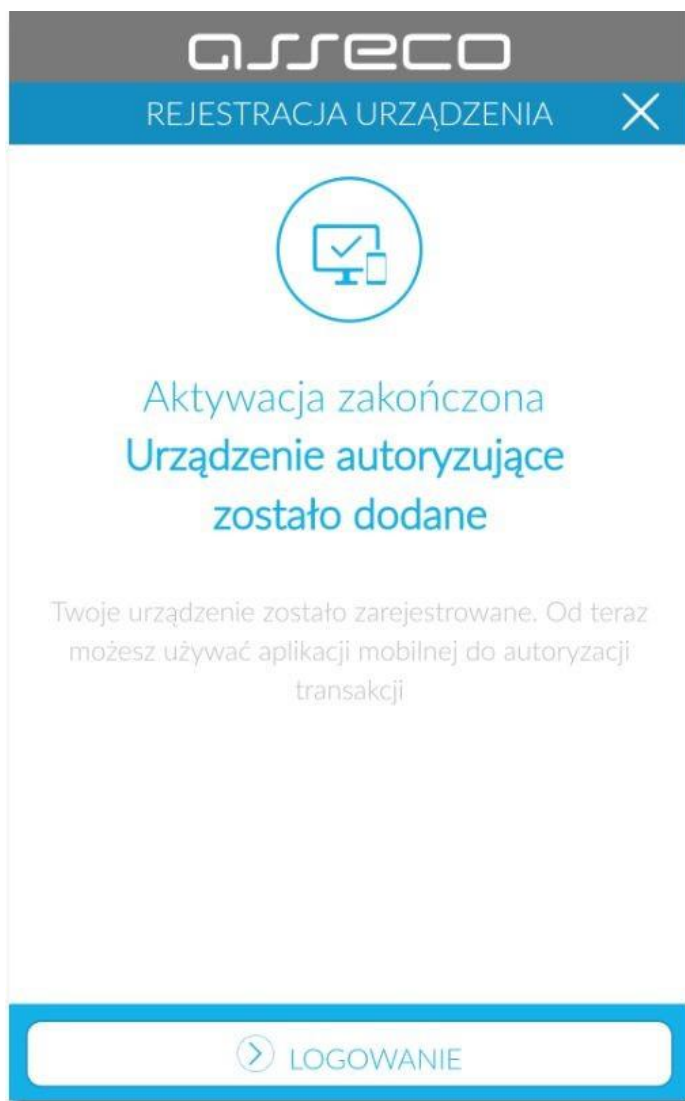 asseco
REJESTRACJA URZĄDZENIA
Aktywacja zakończona
Urządzenie autoryzujące
zostało dodane
Twoje urządzenie zostało zarejestrowane. Od teraz
możesz używać aplikacji mobilnej do autoryzacji
transakcji
LOGOWANIE